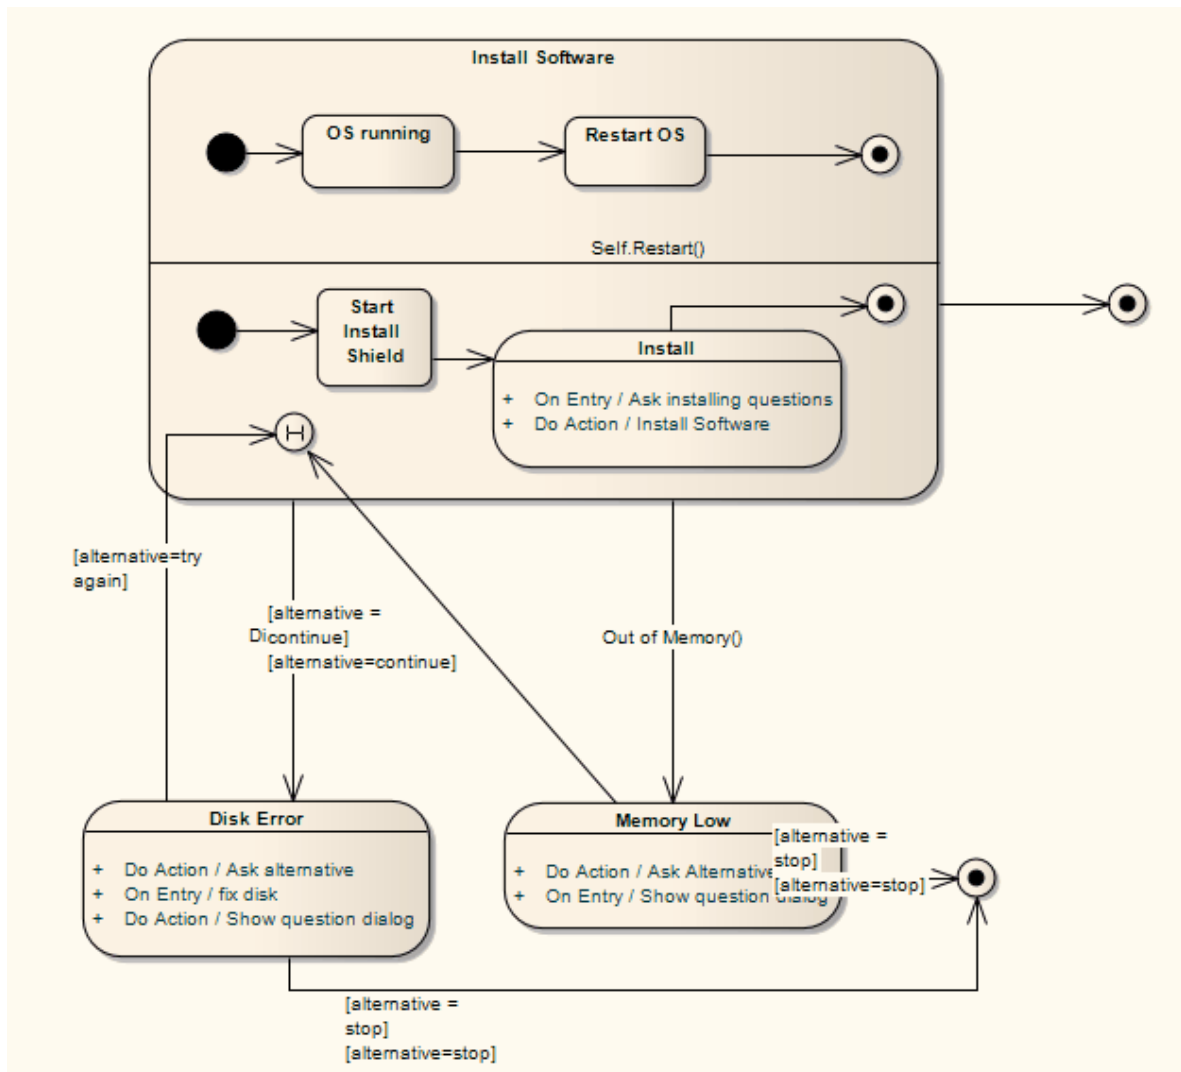 Install Software
OS running
Restart OS
Self.Restart()
Start
Install
Shield
Install
+ On Entry / Ask installing questions
+ Do Action / Install Software
H
[alternative=try
again]
[alternative =
Dicontinue]
[alternative=continue]
Out of Memory()
Disk Error
+ Do Action / Ask alternative
+ On Entry / fix disk
+ Do Action / Show question dialog
Memory Low
+ Do Action / Ask Alternative
+ On Entry / Show question dialog
[alternative =
stop]
[alternative=stop]
[alternative =
stop]
[alternative=stop]